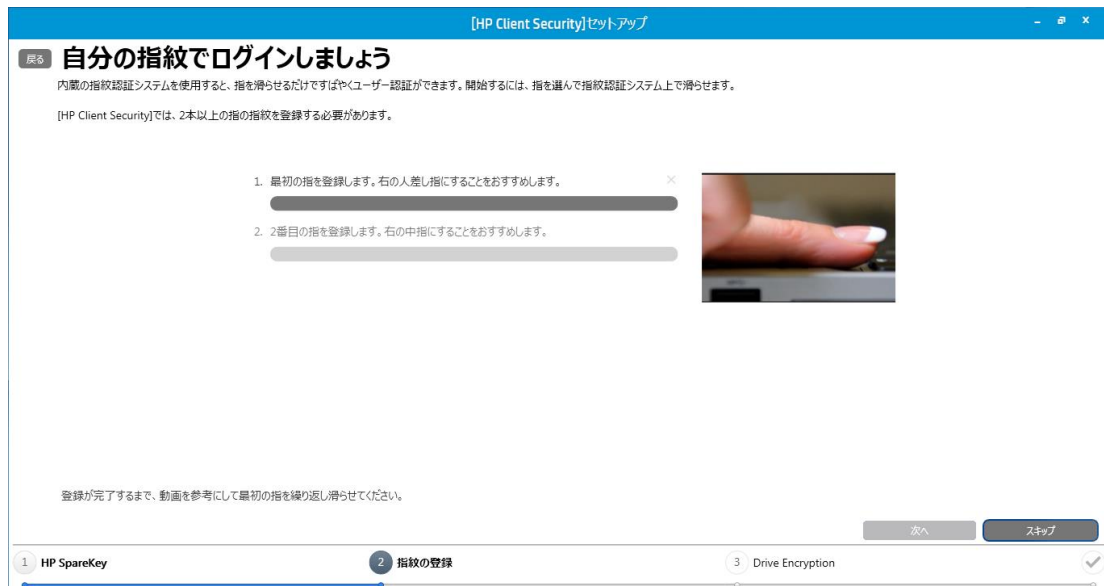 [HP Client Security]セットアップ
戻る 自分の指紋でログインしましょう
内蔵の指紋認証システムを使用すると、指を滑らせるだけですばやくユーザー認証ができます。開始するには、指を選んで指紋認証システム上で滑らせます。
[HP Client Security]では、2本以上の指の指紋を登録する必要があります。
1. 最初の指を登録します。右の人差し指にすることをおすすめします。
2. 2番目の指を登録します。右の中指にすることをおすすめします。
登録が完了するまで、動画を参考にして最初の指を繰り返し滑らせてください。
次へ スキップ
1 HP SpareKey 2 指紋の登録 3 Drive Encryption